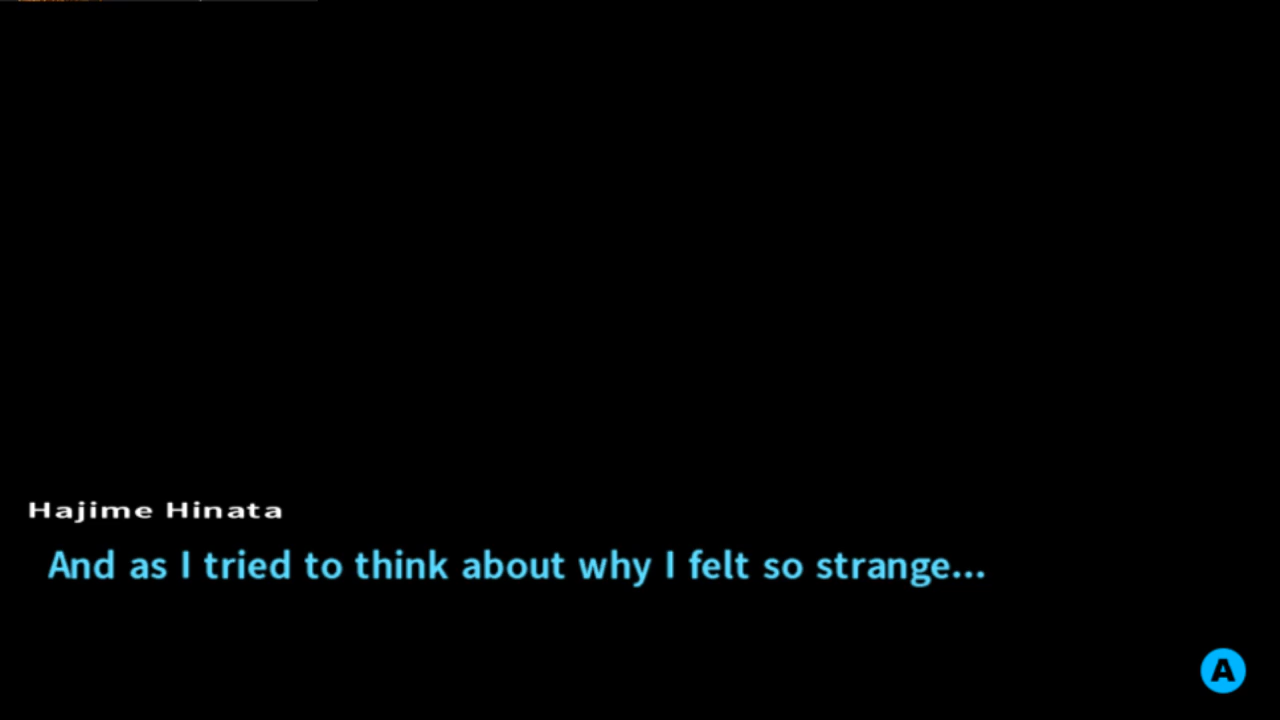 Hajime Hinata
And as I tried to think about why I felt so strange...
A